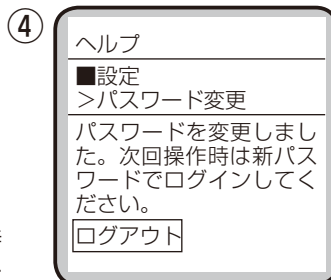 ④
ヘルプ
■設定
＞パスワード変更
パスワードを変更しまし
た。次回操作時は新パス
ワードでログインしてく
ださい。
ログアウト